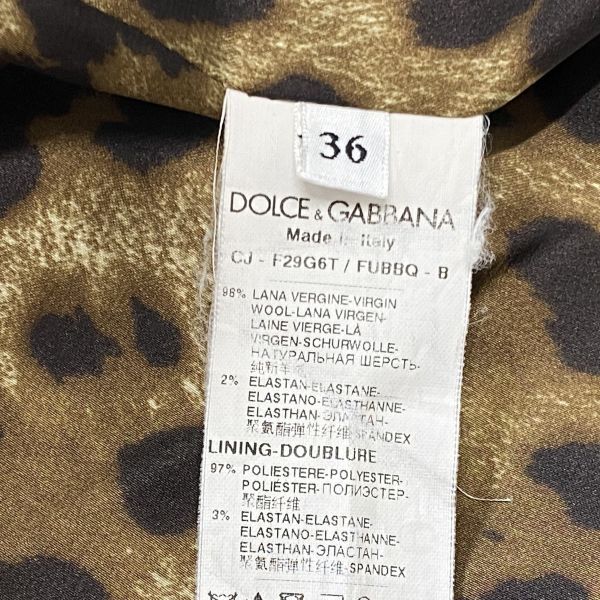 36
DOLCE & GABBANA
Made in Italy
CJ - F29G6T / FUBBQ - B
98% LANA VERGINE-VIRGIN
WOOL-LANA VIRGEN-
LAINE VIERGE-LÃ
VIRGEN-SCHURWOLLE-
НАТУРАЛЬНАЯ ШЕРСТЬ-
纯新羊毛
2% ELASTAN-ELASTANE-
ELASTANO-ELASTHANNE-
ELASTHAN-ЭЛАСТАН-
聚氨酯弹性纤维-SPANDEX
LINING-DOUBLURE
97% POLIESTERE-POLYESTER-
POLIÉSTER-ПОЛИЭСТЕР-
聚酯纤维
3% ELASTAN-ELASTANE-
ELASTANO-ELASTHANNE-
ELASTHAN-ЭЛАСТАН-
聚氨酯弹性纤维-SPANDEX